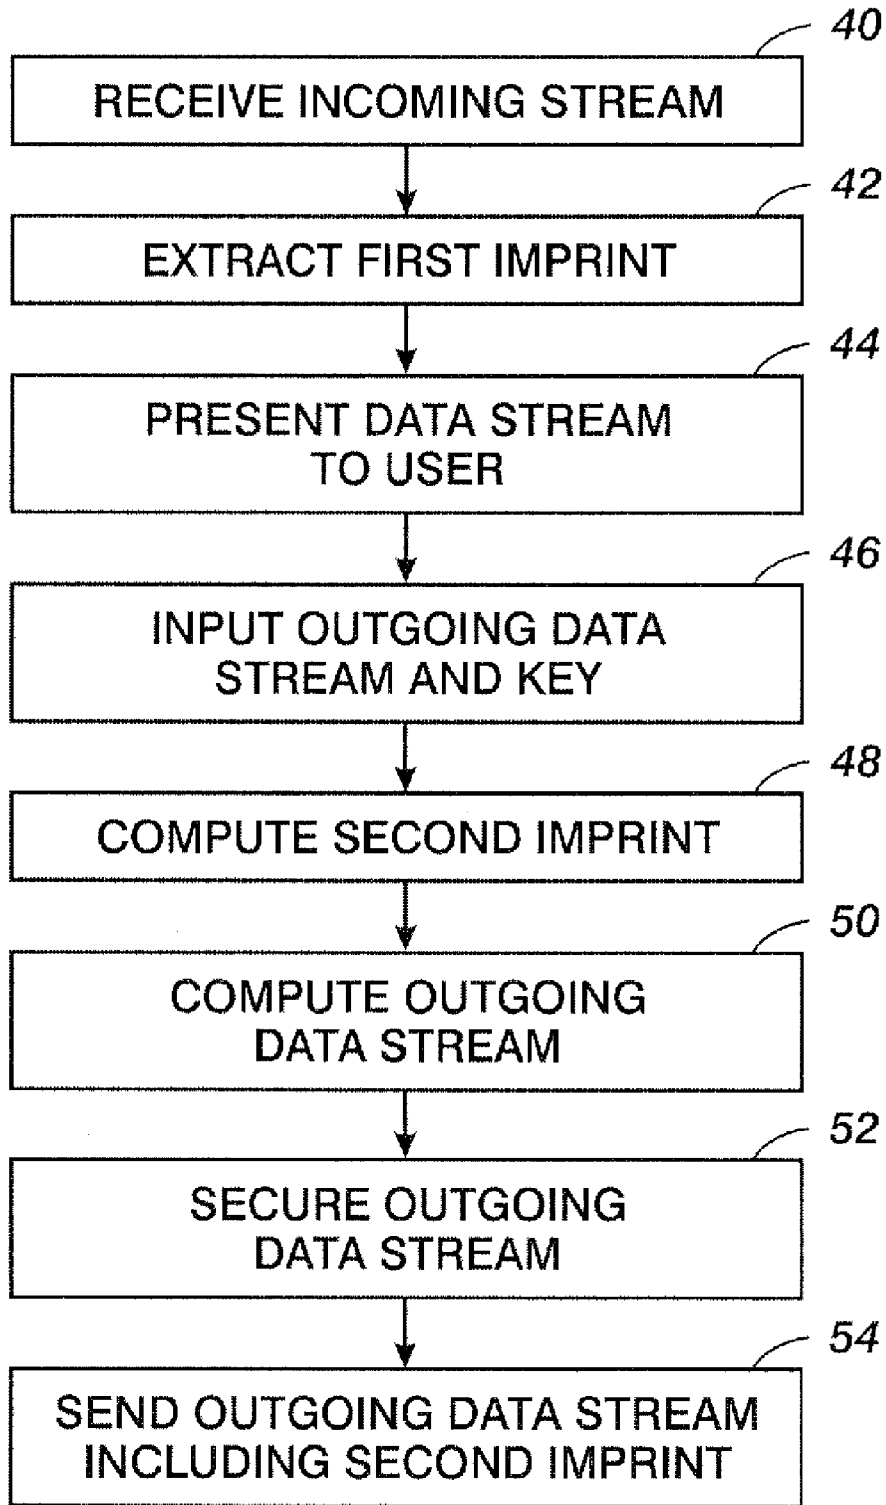 40
RECEIVE INCOMING STREAM
42
EXTRACT FIRST IMPRINT
44
PRESENT DATA STREAM
TO USER
46
INPUT OUTGOING DATA
STREAM AND KEY
48
COMPUTE SECOND IMPRINT
50
COMPUTE OUTGOING
DATA STREAM
52
SECURE OUTGOING
DATA STREAM
54
SEND OUTGOING DATA STREAM
INCLUDING SECOND IMPRINT